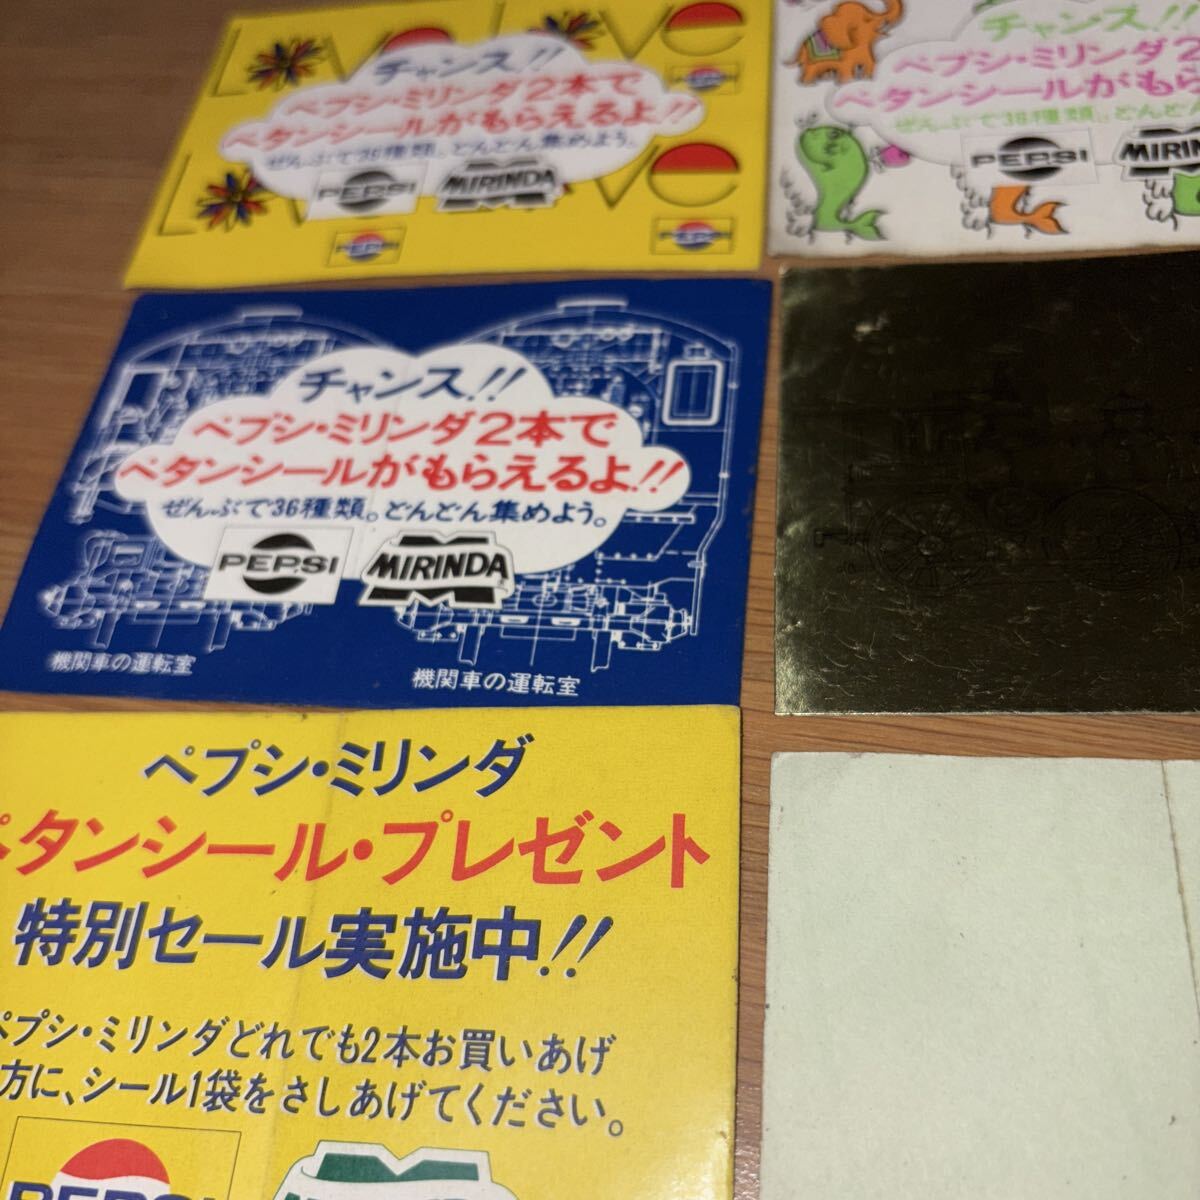 Love
チャンス!!
ペプシ・ミリンダ2本で
ペタンシールがもらえるよ!!
ぜんぶで36種類。どんどん集めよう。
PEPSI MIRINDA
PEPSI
PEPSI
PEPSI
チャンス!!
ペプシ・ミリンダ2
ペタンシールがもら
ぜんぶで36種類。どんど
PEPSI MIRIN
チャンス!!
ペプシ・ミリンダ2本で
ペタンシールがもらえるよ!!
ぜんぶで36種類。どんどん集めよう。
PEPSI MIRINDA
機関車の運転室
機関車の運転室
ペプシ・ミリンダ
ペタンシール・プレゼント
特別セール実施中!!
ペプシ・ミリンダどれでも2本お買いあげ
方に、シール1袋をさしあげてください。
PEPSI